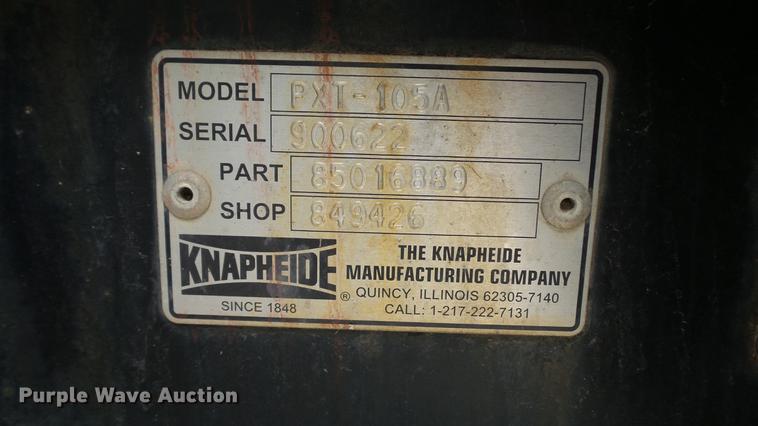 MODEL PXT-105A
SERIAL 900622
PART 85016889
SHOP 849426
KNAPHEIDE ®
SINCE 1848
THE KNAPHEIDE
MANUFACTURING COMPANY
QUINCY, ILLINOIS 62305-7140
CALL: 1-217-222-7131
Purple Wave Auction